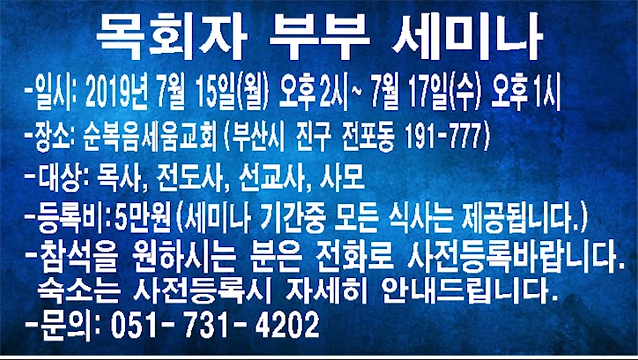 목회자 부부 세미나
-일시: 2019년 7월 15일(월) 오후2시~ 7월 17일(수) 오후1시
-장소: 순복음세움교회(부산시 진구 전포동 191-777)
-대상: 목사, 전도사, 선교사, 사모
-등록비:5만원(세미나 기간중 모든 식사는 제공됩니다.)
-참석을 원하시는 분은 전화로 사전등록바랍니다.
숙소는 사전등록시 자세히 안내드립니다.
-문의: 051-731-4202